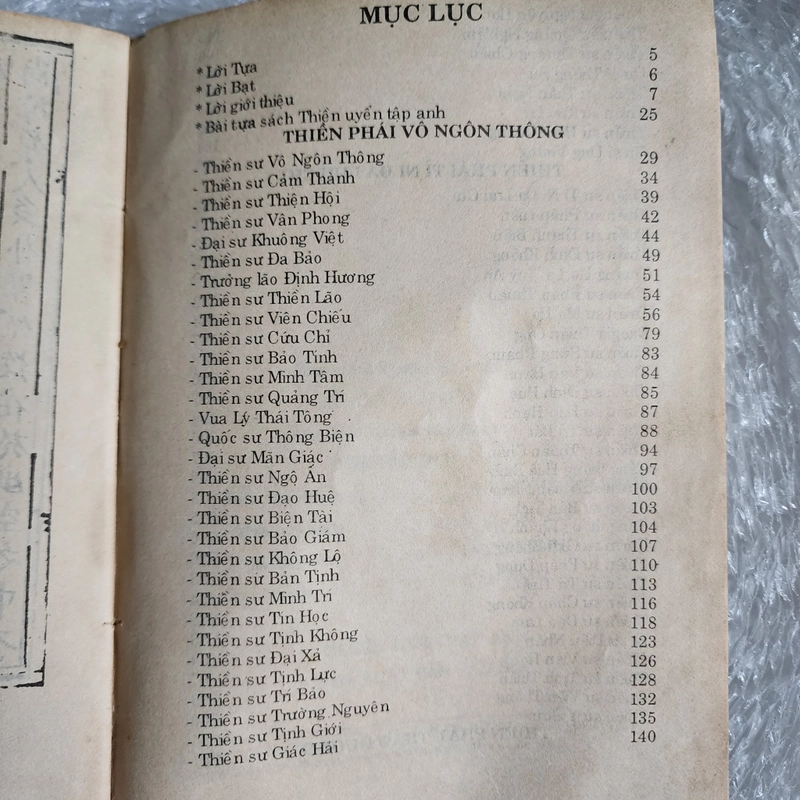 MỤC LỤC
* Lời Tựa 5
* Lời Bạt 6
* Lời giới thiệu 7
* Bài tựa sách Thiền uyển tập anh 25
THIỀN PHÁI VÔ NGÔN THÔNG
- Thiền sư Vô Ngôn Thông 29
- Thiền sư Cảm Thành 34
- Thiền sư Thiện Hội 39
- Thiền sư Vân Phong 42
- Đại sư Khuông Việt 44
- Thiền sư Đa Bảo 49
- Trưởng lão Định Hương 51
- Thiền sư Thiền Lão 54
- Thiền sư Viên Chiếu 56
- Thiền sư Cứu Chỉ 79
- Thiền sư Bảo Tính 83
- Thiền sư Minh Tâm 84
- Thiền sư Quảng Trí 85
- Vua Lý Thái Tông 87
- Quốc sư Thông Biện 88
- Đại sư Mãn Giác 94
- Thiền sư Ngộ Ấn 97
- Thiền sư Đạo Huệ 100
- Thiền sư Biện Tài 103
- Thiền sư Bảo Giám 104
- Thiền sư Không Lộ 107
- Thiền sư Bản Tịnh 110
- Thiền sư Minh Trí 113
- Thiền sư Tín Học 116
- Thiền sư Tịnh Không 118
- Thiền sư Đại Xả 123
- Thiền sư Tịnh Lực 126
- Thiền sư Trí Bảo 128
- Thiền sư Trường Nguyên 132
- Thiền sư Tịnh Giới 135
- Thiền sư Giác Hải 140